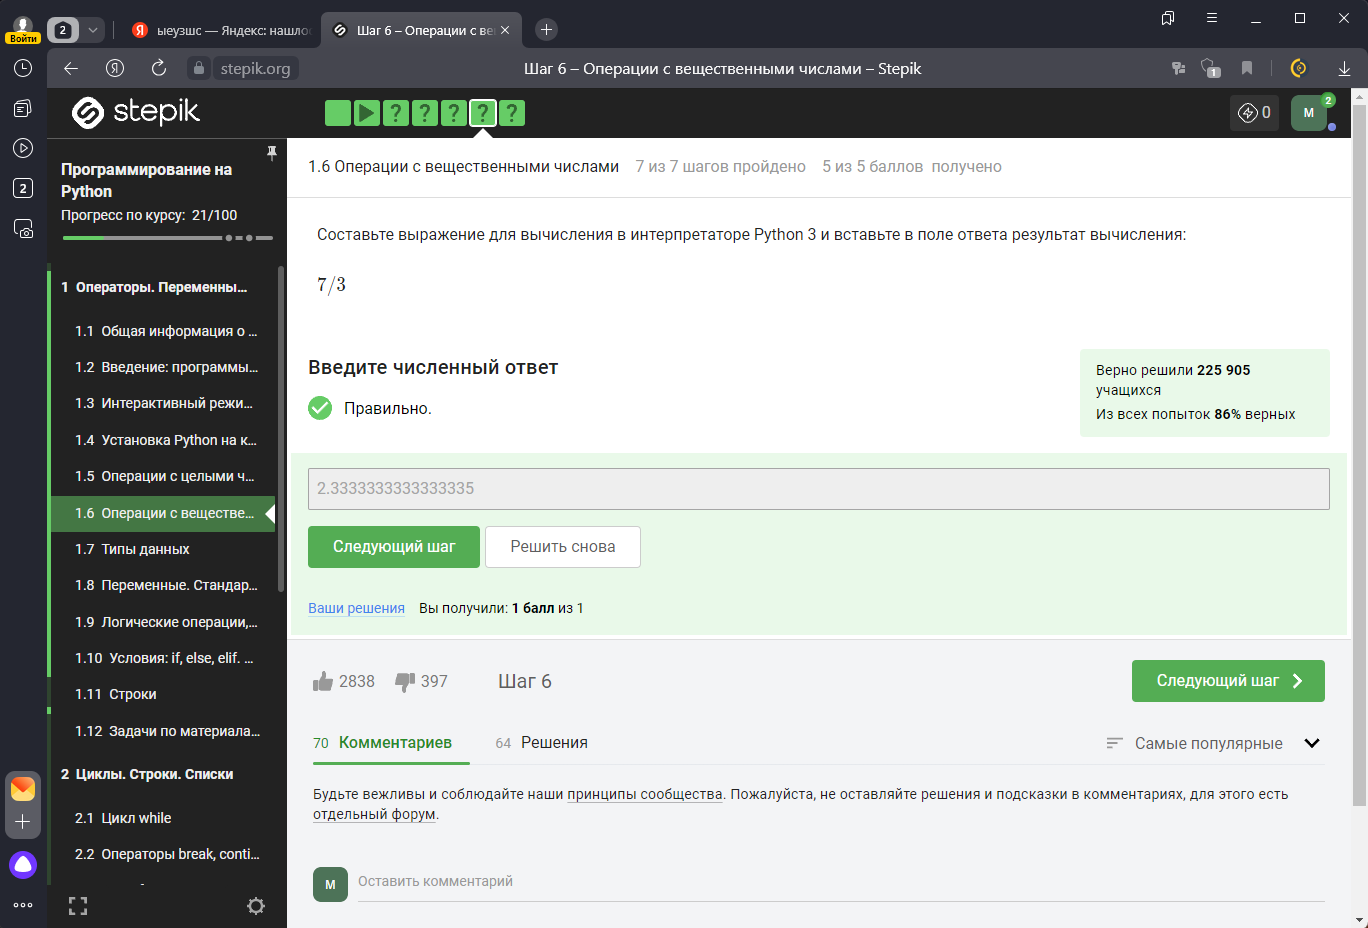 2
ыеузшс — Яндекс: нашлос
Шаг 6 – Операции с ве
Войти
stepik.org
Шаг 6 – Операции с вещественными числами – Stepik
1
stepik
? ? ? ? ?
0
М
2
2
Программирование на
Python
Прогресс по курсу: 21/100
1 Операторы. Переменны...
1.1 Общая информация о ...
1.2 Введение: программы...
1.3 Интерактивный режи...
1.4 Установка Python на к...
1.5 Операции с целыми ч...
1.6 Операции с веществе...
1.7 Типы данных
1.8 Переменные. Стандар...
1.9 Логические операции,...
1.10 Условия: if, else, elif. ...
1.11 Строки
1.12 Задачи по материала...
2 Циклы. Строки. Списки
2.1 Цикл while
2.2 Операторы break, conti...
1.6 Операции с вещественными числами 7 из 7 шагов пройдено 5 из 5 баллов получено
Составьте выражение для вычисления в интерпретаторе Python 3 и вставьте в поле ответа результат вычисления:
7/3
Введите численный ответ
Правильно.
Верно решили 225 905
учащихся
Из всех попыток 86% верных
2.3333333333333335
Следующий шаг
Решить снова
Ваши решения Вы получили: 1 балл из 1
2838 397 Шаг 6
Следующий шаг
70 Комментариев
64 Решения
Самые популярные
Будьте вежливы и соблюдайте наши принципы сообщества. Пожалуйста, не оставляйте решения и подсказки в комментариях, для этого есть
отдельный форум.
М
Оставить комментарий